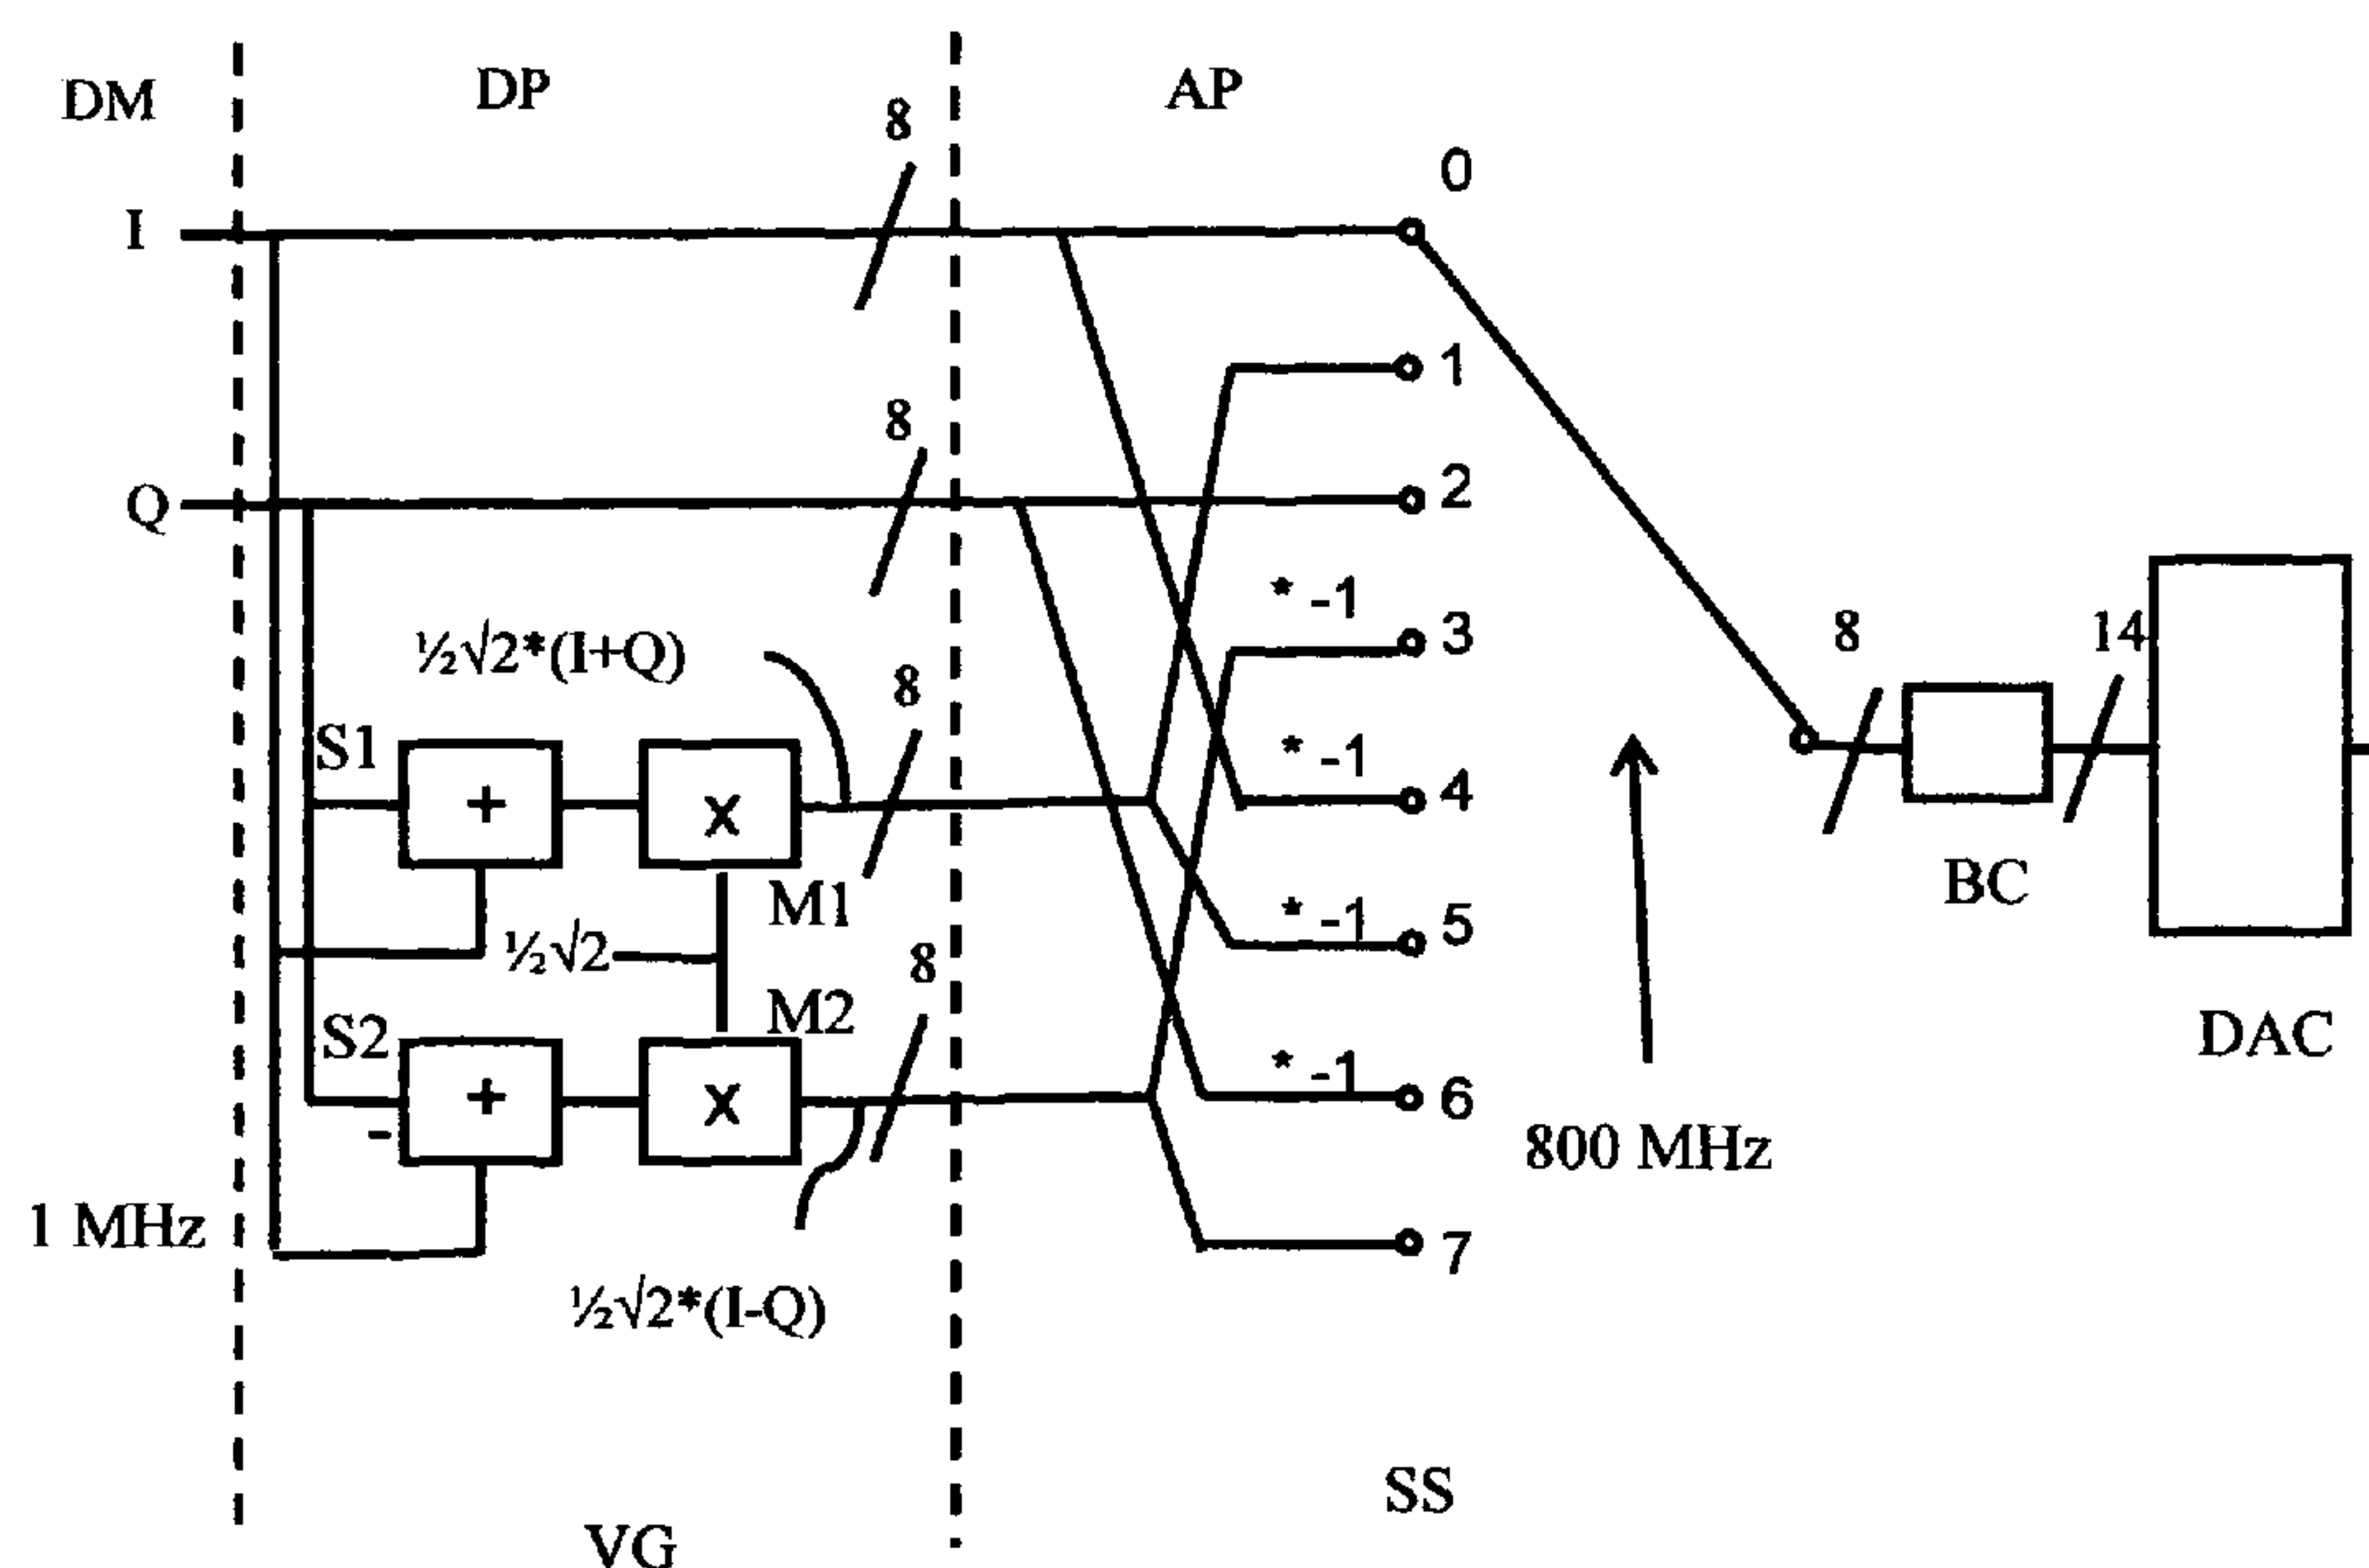 DM
DP
AP
8
0
I
1
8
2
Q
* -1
3
8
14
½√2*(I+Q)
8
S1
* -1
4
+
x
M1
BC
* -1
5
½√2
8
M2
DAC
S2
* -1
6
+
x
-
800 MHz
1 MHz
7
½√2*(I-Q)
SS
VG